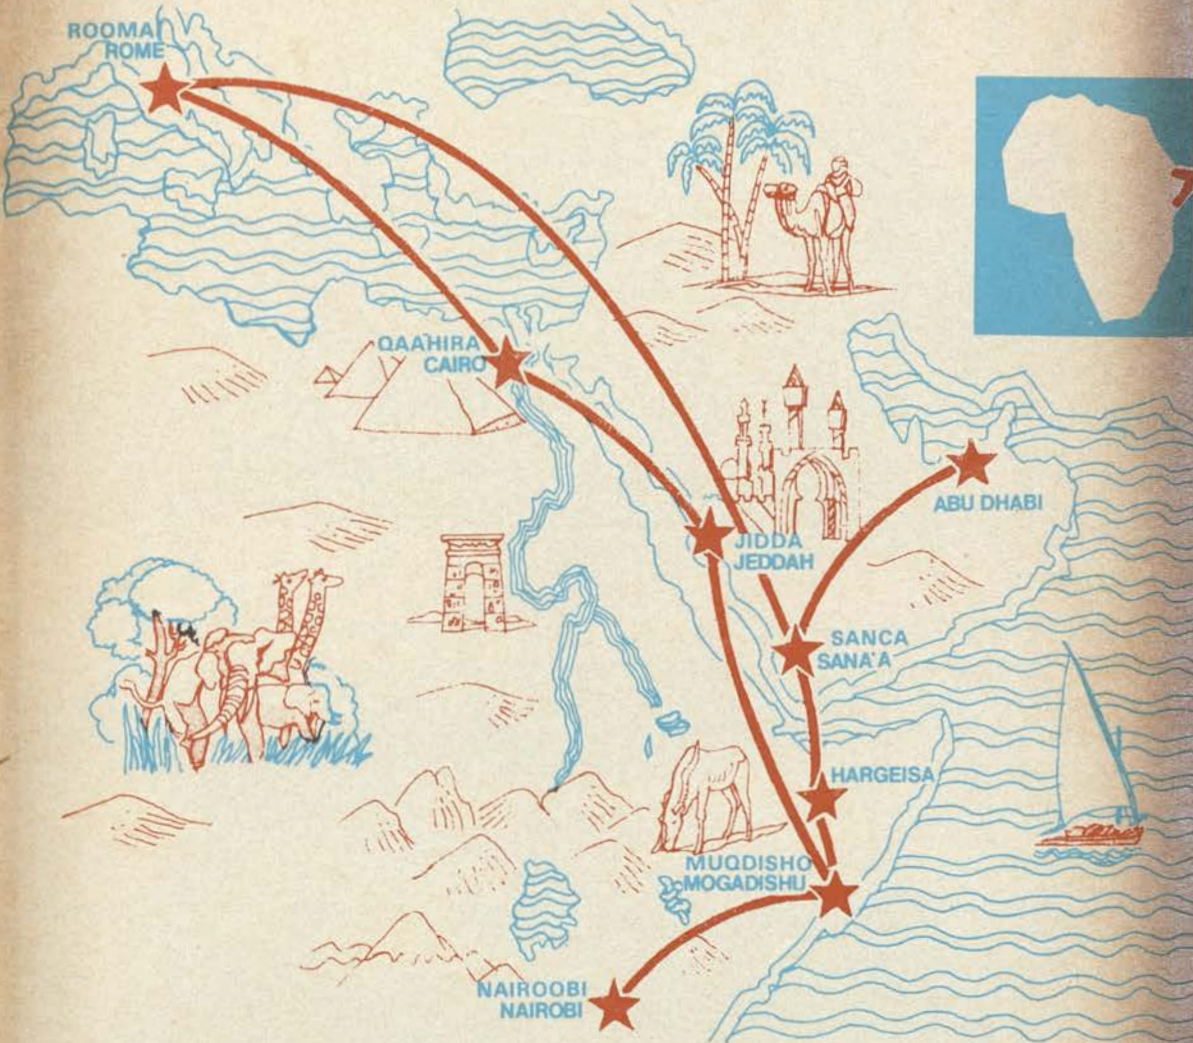 ROOMA
ROME
QAAHIRA
CAIRO
ABU DHABI
JIDDA
JEDDAH
SANCA
SANA'A
HARGEISA
MUQDISHO
MOGADISHU
NAIROOBI
NAIROBI